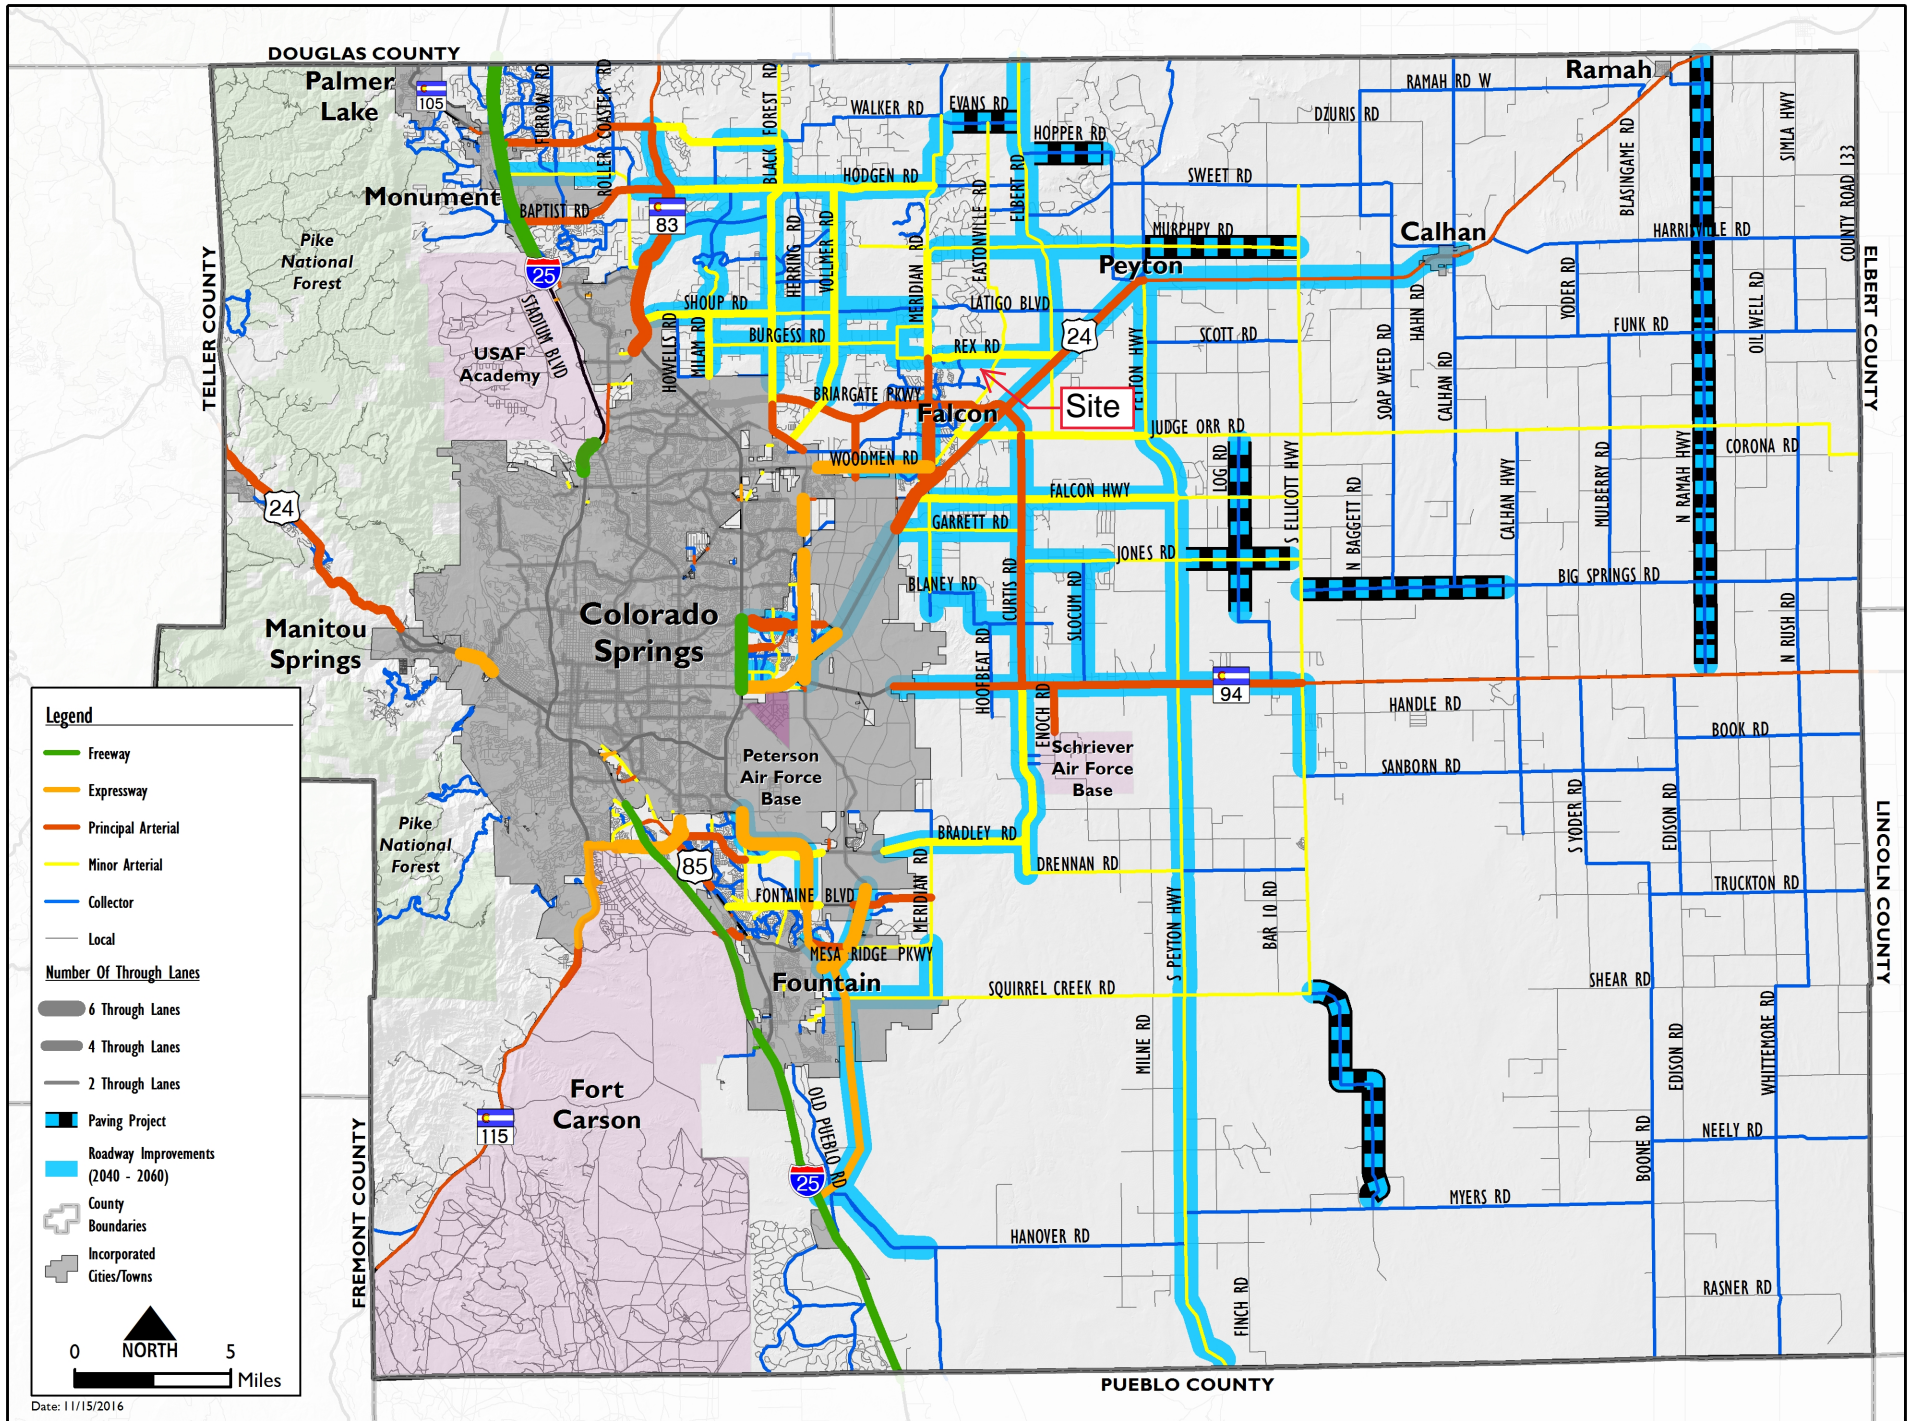 DOUGLAS COUNTY
Palmer
Lake
105
FURROW RD
ROLLER COASTER RD
BLACK FOREST RD
WALKER RD
EVANS RD
HOPPER RD
DZURIS RD
RAMAH RD W
Ramah
BLASINGAME RD
SIMLA HWY
COUNTY ROAD 133
Monument
BAPTIST RD
83
HODGEN RD
EASTONVILLE RD
ELBERT RD
SWEET RD
MURPHPY RD
Calhan
HARRISVILLE RD
Pike
National
Forest
25
STADIUM BLVD
HERRING RD
VOLLMER RD
MERIDIAN RD
Peyton
YODER RD
OIL WELL RD
ELBERT COUNTY
TELLER COUNTY
USAF
Academy
SHOUP RD
HOWELLS RD
MILAM RD
BURGESS RD
LATIGO BLVD
REX RD
24
PEYTON HWY
SCOTT RD
HAHN RD
SOAP WEED RD
CALHAN RD
FUNK RD
BRIARGATE PKWY
Falcon
Site
JUDGE ORR RD
WOODMEN RD
LOG RD
S ELLICOTT HWY
N BAGGETT RD
CALHAN HWY
MULBERRY RD
N RAMAH HWY
CORONA RD
24
FALCON HWY
GARRETT RD
JONES RD
BLANEY RD
CURTIS RD
SLOCUM RD
BIG SPRINGS RD
Colorado
Springs
Manitou
Springs
HOOFBEAT RD
N RUSH RD
94
ENOCH RD
Schriever
Air Force
Base
HANDLE RD
BOOK RD
SANBORN RD
Peterson
Air Force
Base
S YODER RD
EDISON RD
LINCOLN COUNTY
Pike
National
Forest
85
BRADLEY RD
DRENNAN RD
TRUCKTON RD
FONTAINE BLVD
MERIDIAN RD
S PEYTON HWY
BAR 10 RD
MESA RIDGE PKWY
Fountain
SQUIRREL CREEK RD
SHEAR RD
MILNE RD
EDISON RD
WHITTEMORE RD
Fort
Carson
115
OLD PUEBLO RD
25
BOONE RD
NEELY RD
MYERS RD
HANOVER RD
FINCH RD
RASNER RD
FREMONT COUNTY
PUEBLO COUNTY
Legend
Freeway
Expressway
Principal Arterial
Minor Arterial
Collector
Local
Number Of Through Lanes
6 Through Lanes
4 Through Lanes
2 Through Lanes
Paving Project
Roadway Improvements
(2040 - 2060)
County
Boundaries
Incorporated
Cities/Towns
NORTH
0 5
Miles
Date: 11/15/2016